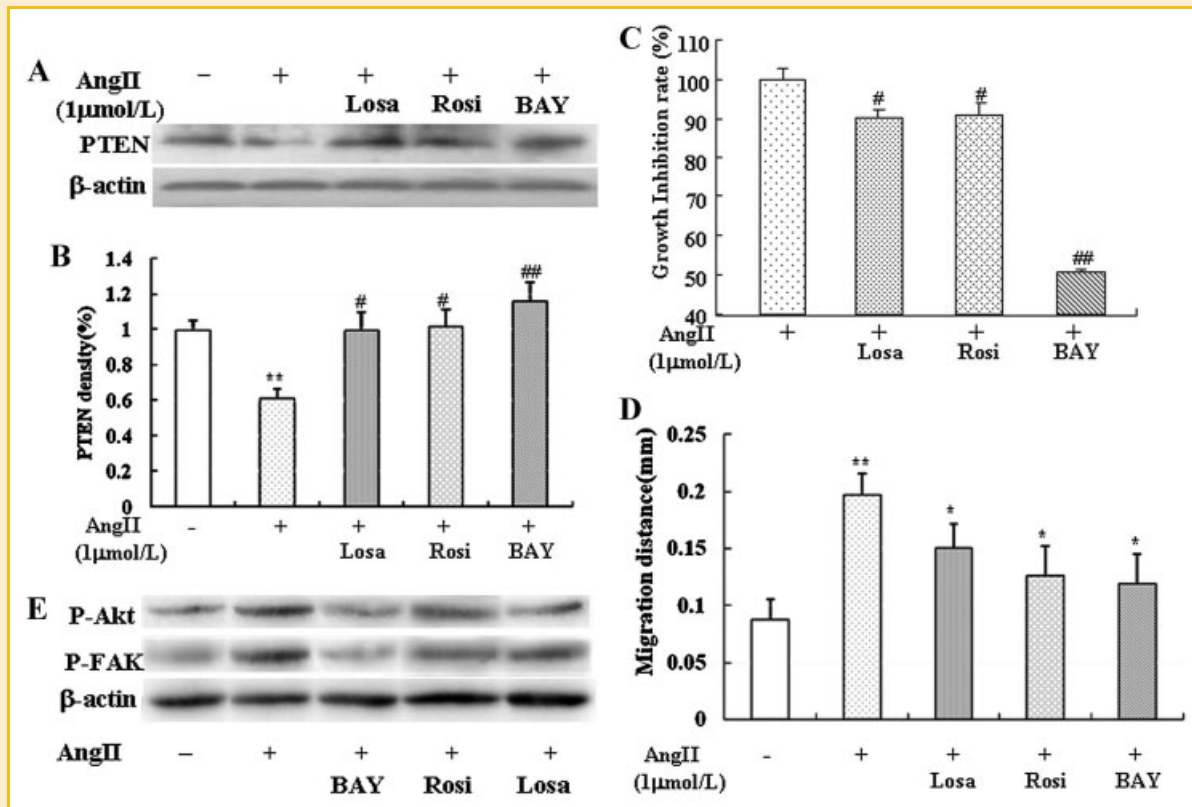 A
AngII - + + + +
(1μmol/L) Losa Rosi BAY
PTEN
β-actin
B
PTEN density(%)
1.4
1.2
1
0.8
0.6
0.4
0.2
0
** # # ##
AngII - + + + +
(1μmol/L) Losa Rosi BAY
E
P-Akt
P-FAK
β-actin
AngII – + + + +
BAY Rosi Losa
C
Growth Inhibition rate (%)
110
100
90
80
70
60
50
40
# # ##
AngII + + + +
(1μmol/L) Losa Rosi BAY
D
Migration distance(mm)
0.25
0.2
0.15
0.1
0.05
0
** * * *
AngII - + + + +
(1μmol/L) Losa Rosi BAY